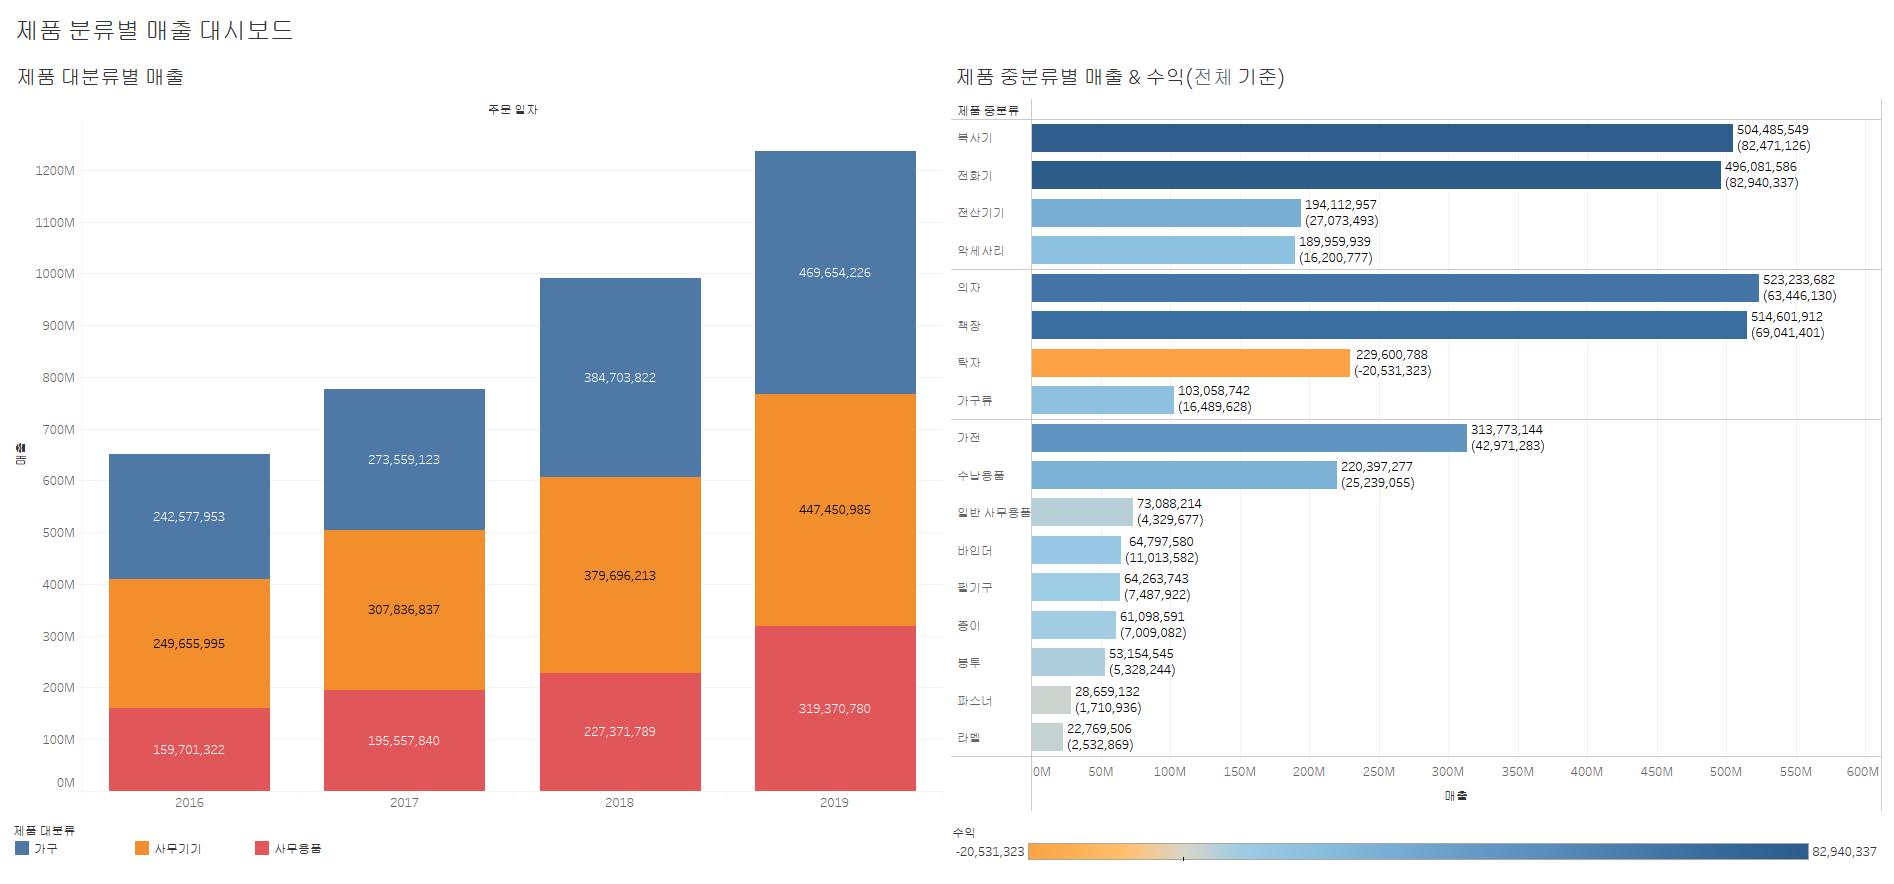 제품 분류별 매출 대시보드
제품 대분류별 매출
주문 일자
매출
1200M
1100M
1000M
900M
800M
700M
600M
500M
400M
300M
200M
100M
0M
242,577,953
249,655,995
159,701,322
273,559,123
307,836,837
195,557,840
384,703,822
379,696,213
227,371,789
469,654,226
447,450,985
319,370,780
2016
2017
2018
2019
제품 대분류
가구
사무기기
사무용품
제품 중분류별 매출 & 수익(전체 기준)
제품 중분류
복사기
504,485,549
(82,471,126)
전화기
496,081,586
(82,940,337)
전산기기
194,112,957
(27,073,493)
악세사리
189,959,939
(16,200,777)
의자
523,233,682
(63,446,130)
책장
514,601,912
(69,041,401)
탁자
229,600,788
(-20,531,323)
가구류
103,058,742
(16,489,628)
가전
313,773,144
(42,971,283)
수납용품
220,397,277
(25,239,055)
일반 사무용품
73,088,214
(4,329,677)
바인더
64,797,580
(11,013,582)
필기구
64,263,743
(7,487,922)
종이
61,098,591
(7,009,082)
봉투
53,154,545
(5,328,244)
파스너
28,659,132
(1,710,936)
라벨
22,769,506
(2,532,869)
0M
50M
100M
150M
200M
250M
300M
350M
400M
450M
500M
550M
600M
매출
수익
-20,531,323
82,940,337